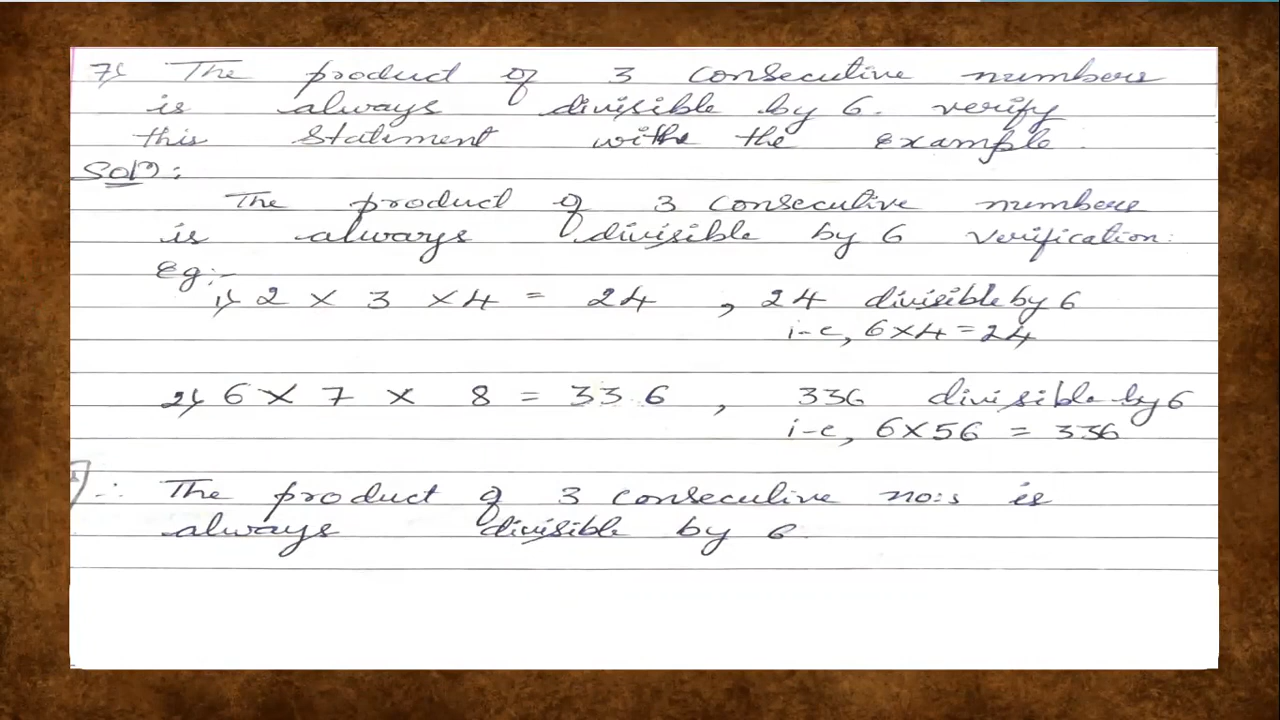 7) The product of 3 consecutive numbers
is always divisible by 6. verify
this statement withe the example.
Soln:
The product of 3 consecutive numbers
is always divisible by 6 verification:
Eg:-
1) 2 × 3 × 4 = 24 , 24 divisible by 6
i-e, 6×4=24
2) 6 × 7 × 8 = 336 , 336 divisible by 6
i-e, 6×56 = 336
∴ The product of 3 consecutive no:s is
always divisible by 6